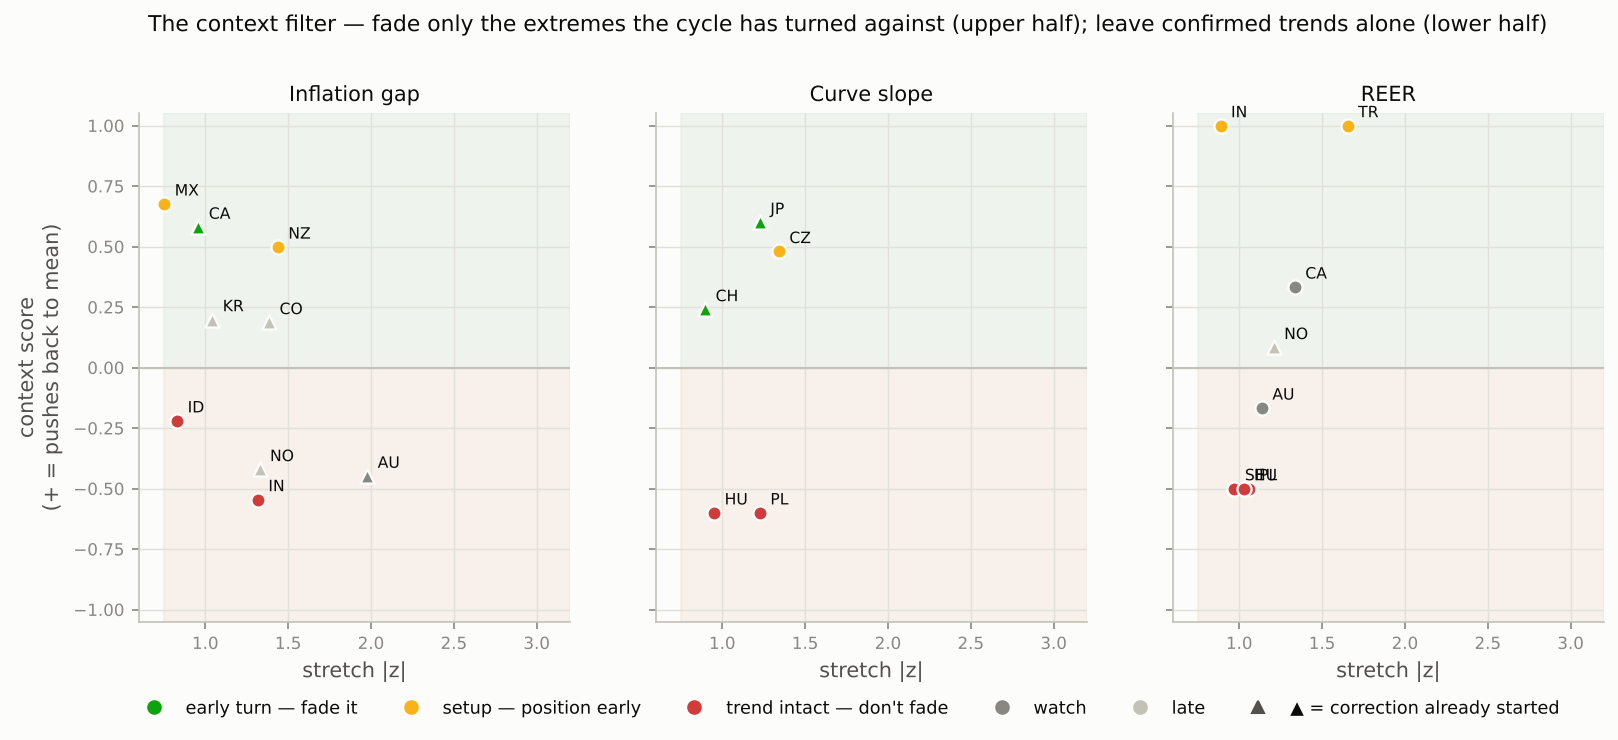 The context filter — fade only the extremes the cycle has turned against (upper half); leave confirmed trends alone (lower half)
Inflation gap
Curve slope
REER
context score
(+ = pushes back to mean)
1.00
0.75
0.50
0.25
0.00
−0.25
−0.50
−0.75
−1.00
MX
CA
NZ
KR
CO
ID
NO
AU
IN
1.0
1.5
2.0
2.5
3.0
stretch |z|
JP
CZ
CH
HU
PL
1.0
1.5
2.0
2.5
3.0
stretch |z|
IN
TR
CA
NO
AU
1.0
1.5
2.0
2.5
3.0
stretch |z|
early turn — fade it
setup — position early
trend intact — don't fade
watch
late
▲ = correction already started